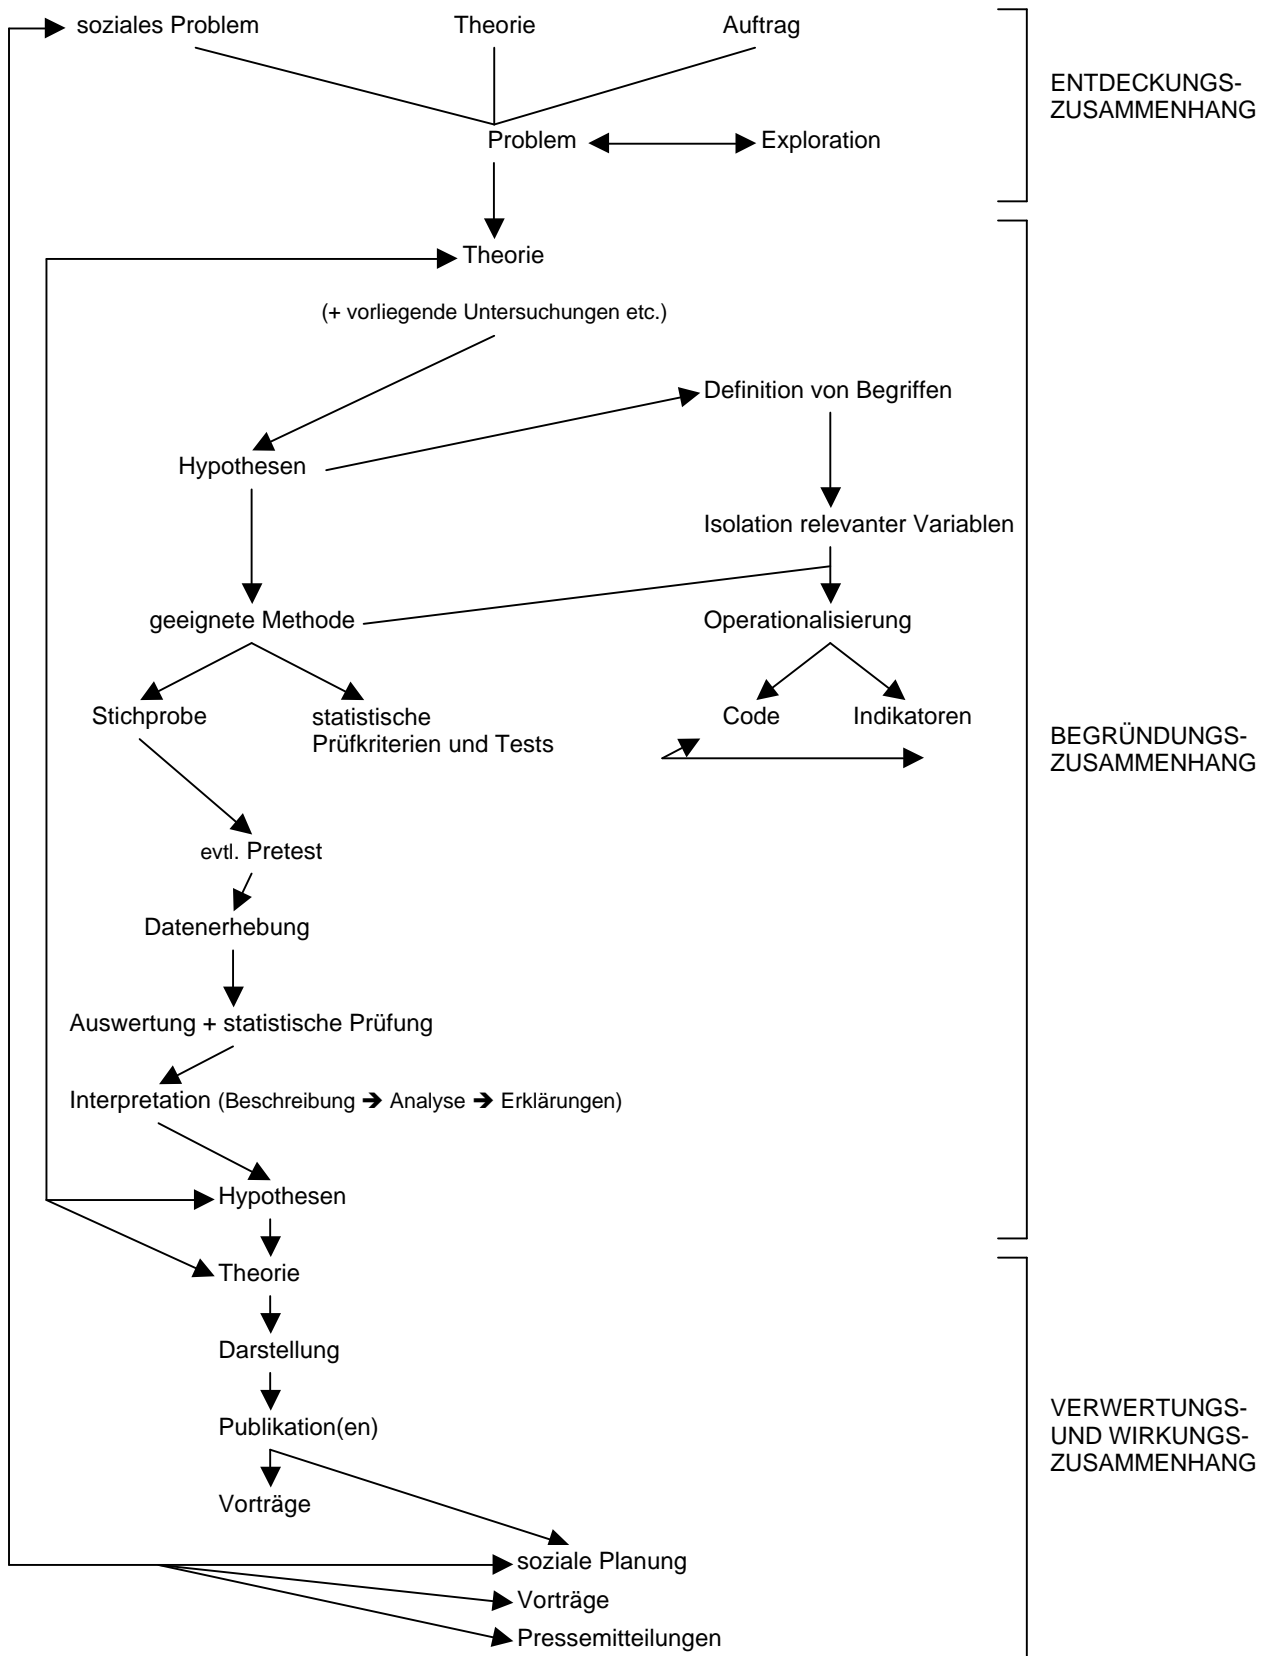 soziales Problem
Theorie
Auftrag
ENTDECKUNGS-
ZUSAMMENHANG
Problem
Exploration
Theorie
(+ vorliegende Untersuchungen etc.)
Definition von Begriffen
Hypothesen
Isolation relevanter Variablen
geeignete Methode
Operationalisierung
Stichprobe
statistische
Prüfkriterien und Tests
Code
Indikatoren
BEGRÜNDUNGS-
ZUSAMMENHANG
evtl. Pretest
Datenerhebung
Auswertung + statistische Prüfung
Interpretation (Beschreibung ➔ Analyse ➔ Erklärungen)
Hypothesen
Theorie
Darstellung
Publikation(en)
VERWERTUNGS-
UND WIRKUNGS-
ZUSAMMENHANG
Vorträge
soziale Planung
Vorträge
Pressemitteilungen